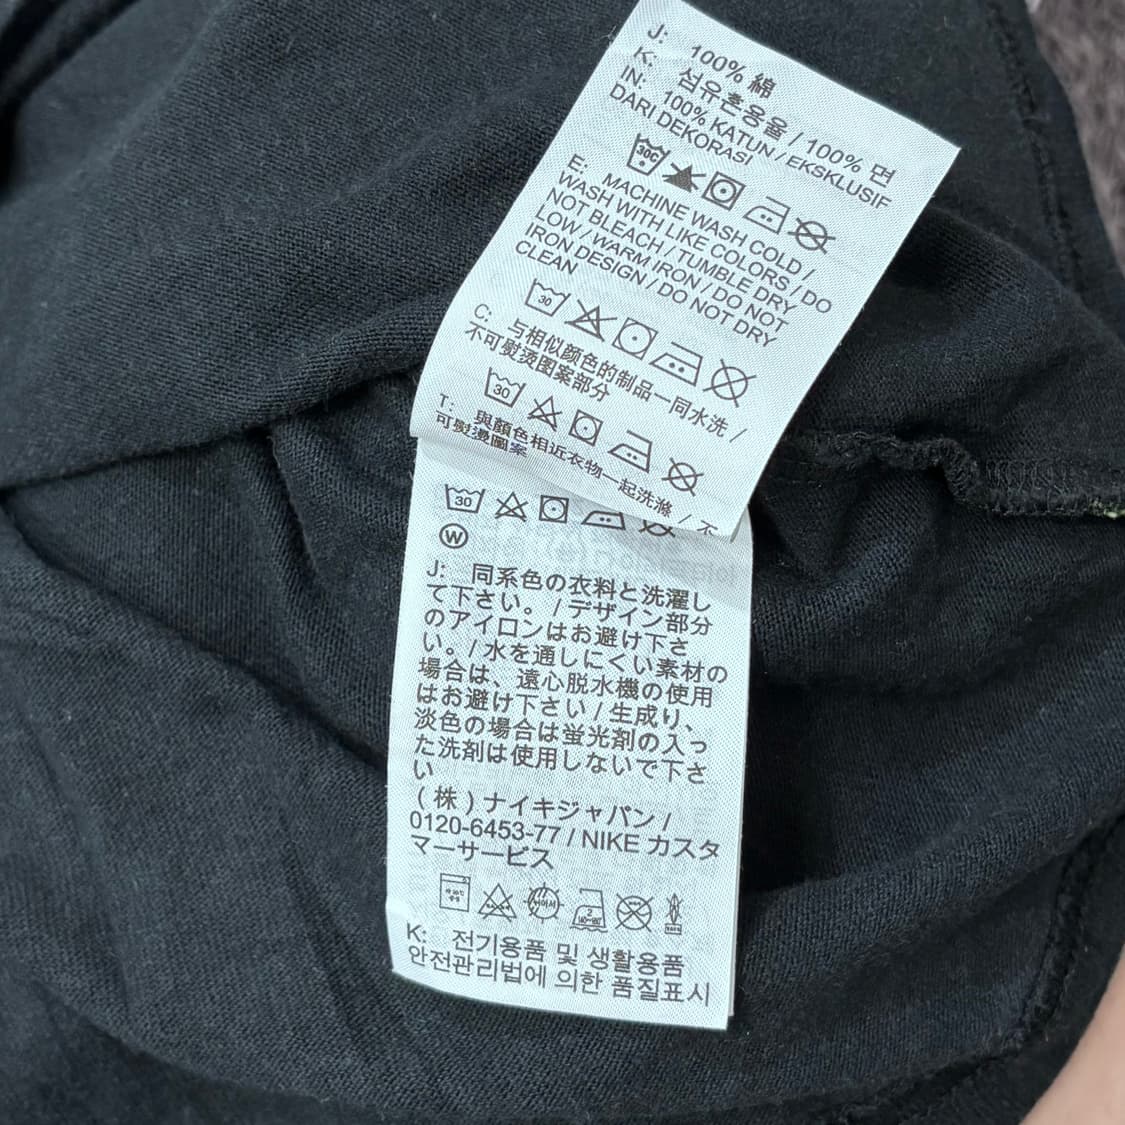 J: 100% 綿
K: 섬유혼용율 / 100% 면
IN: 100% KATUN / EKSKLUSIF
DARI DEKORASI
30C
E: MACHINE WASH COLD /
WASH WITH LIKE COLORS / DO
NOT BLEACH / TUMBLE DRY
LOW / WARM IRON / DO NOT
IRON DESIGN / DO NOT DRY
CLEAN
30
C: 与相似颜色的制品一同水洗 /
不可熨烫图案部分
30
T: 與顏色相近衣物一起洗滌 / 不
可熨燙圖案
30
W
J: 同系色の衣料と洗濯し
て下さい。 / デザイン部分
のアイロンはお避け下さ
い。/ 水を通しにくい素材の
場合は、遠心脱水機の使用
はお避け下さい / 生成り、
淡色の場合は蛍光剤の入っ
た洗剤は使用しないで下さ
い
(株) ナイキジャパン /
0120-6453-77 / NIKE カスタ
マーサービス
K: 전기용품 및 생활용품
안전관리법에 의한 품질표시